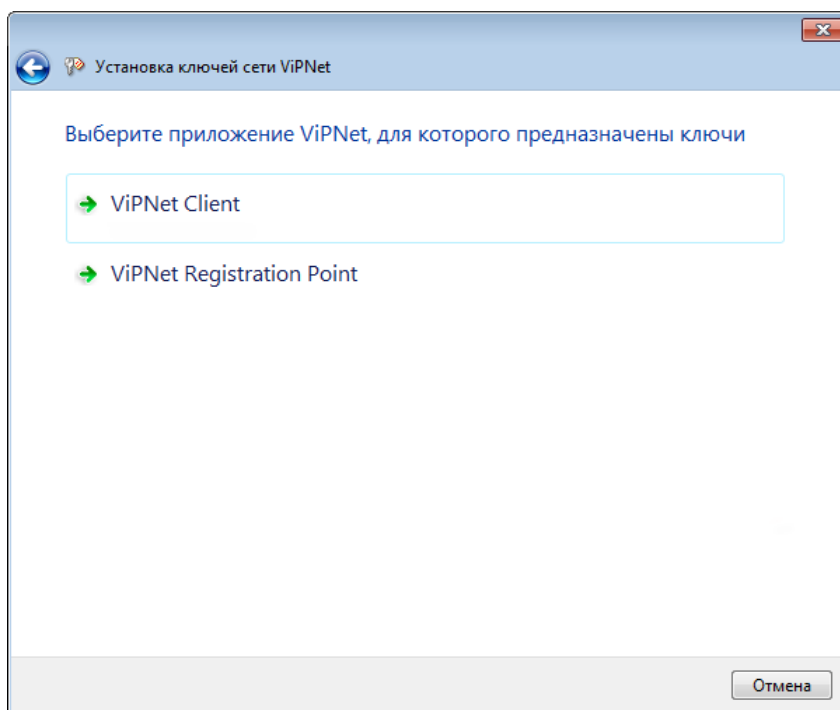 Установка ключей сети ViPNet
Выберите приложение ViPNet, для которого предназначены ключи
ViPNet Client
ViPNet Registration Point
Отмена